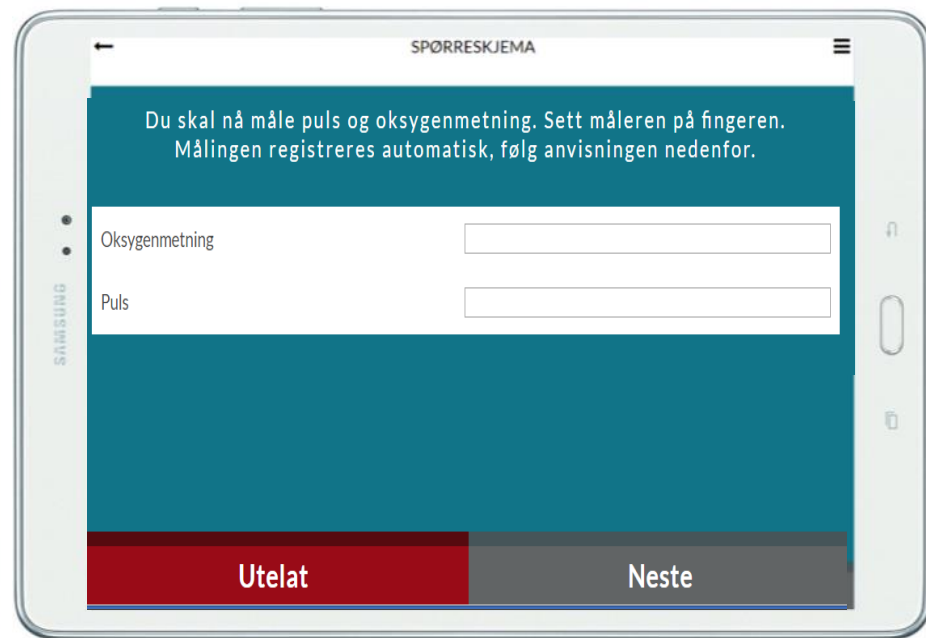 SPØRRESKJEMA
Du skal nå måle puls og oksygenmetning. Sett måleren på fingeren.
Målingen registreres automatisk, følg anvisningen nedenfor.
Oksygenmetning
Puls
SAMSUNG
Utelat
Neste